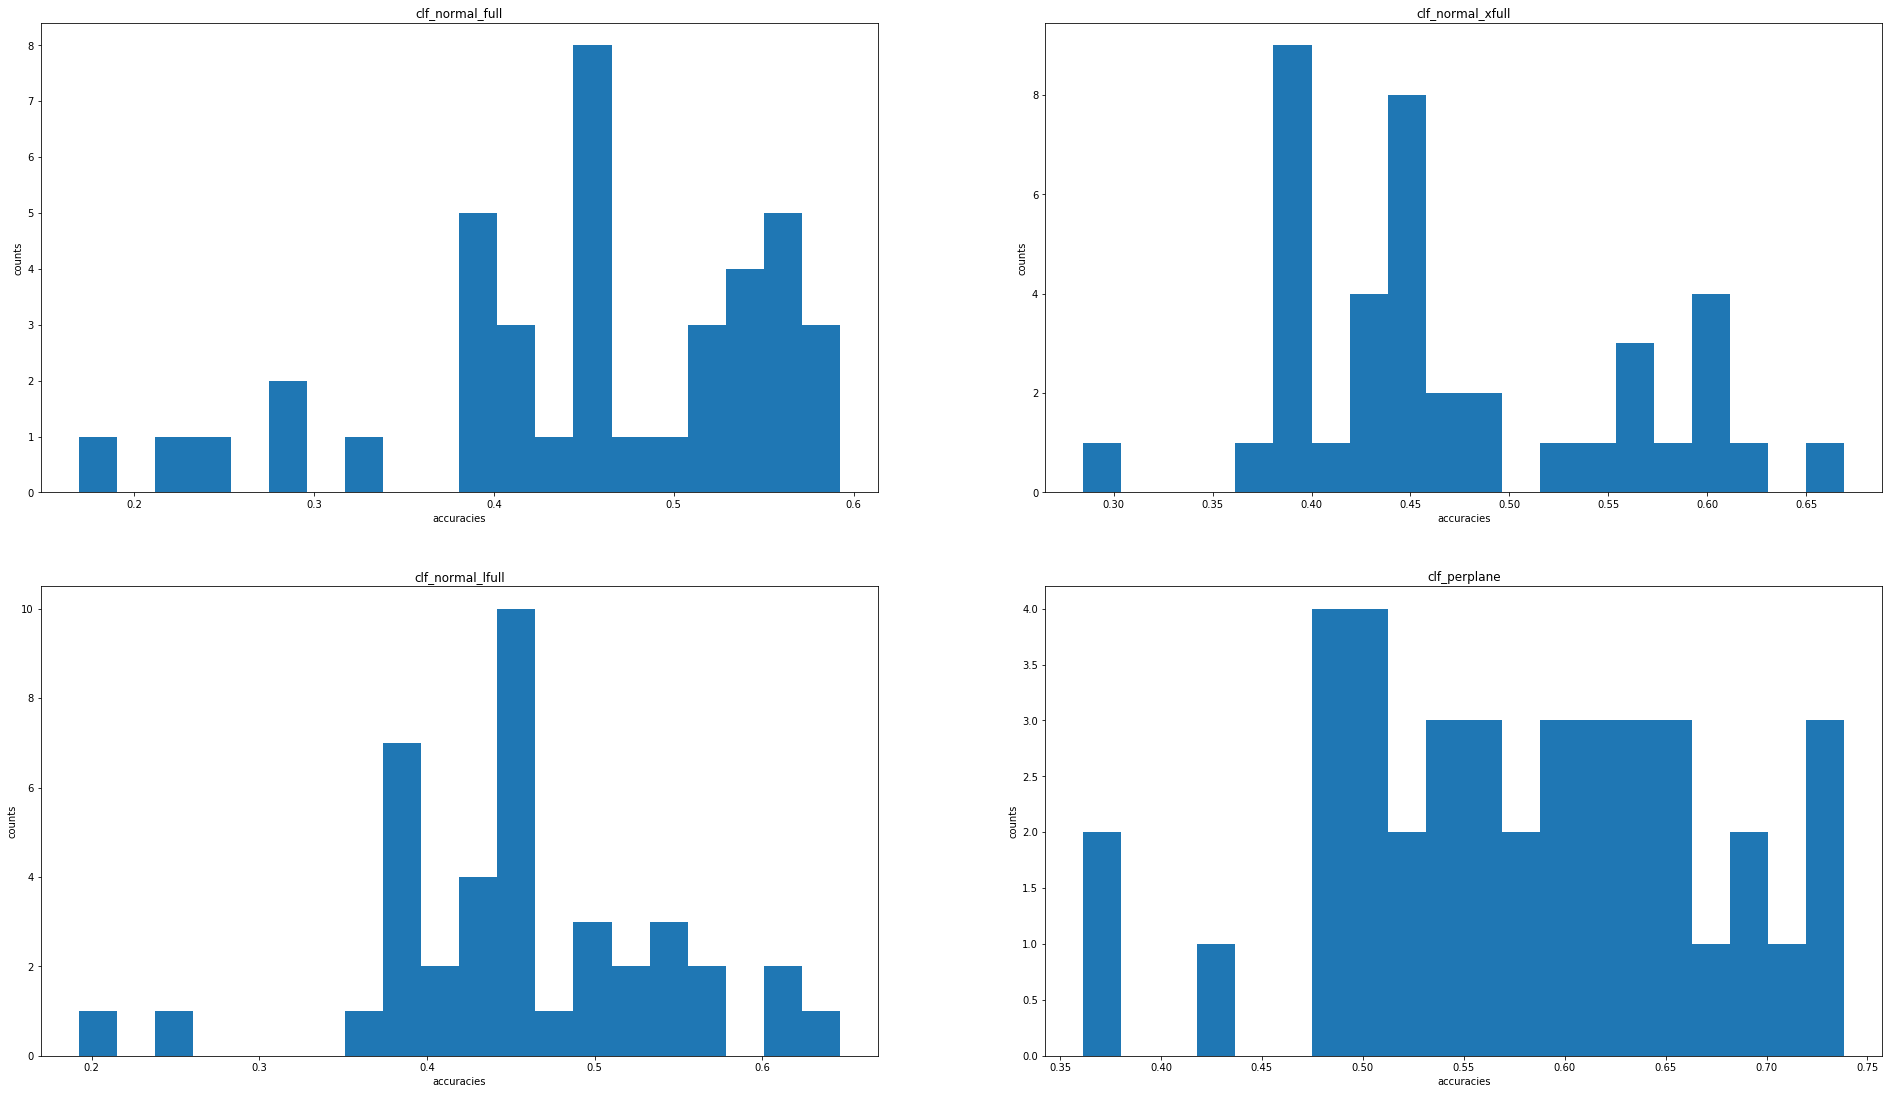 clf_normal_full
8
7
6
5
4
3
2
1
0
counts
0.2 0.3 0.4 0.5 0.6
accuracies
clf_normal_xfull
8
6
4
2
0
counts
0.30 0.35 0.40 0.45 0.50 0.55 0.60 0.65
accuracies
clf_normal_lfull
10
8
6
4
2
0
counts
0.2 0.3 0.4 0.5 0.6
accuracies
clf_perplane
4.0
3.5
3.0
2.5
2.0
1.5
1.0
0.5
0.0
counts
0.35 0.40 0.45 0.50 0.55 0.60 0.65 0.70 0.75
accuracies